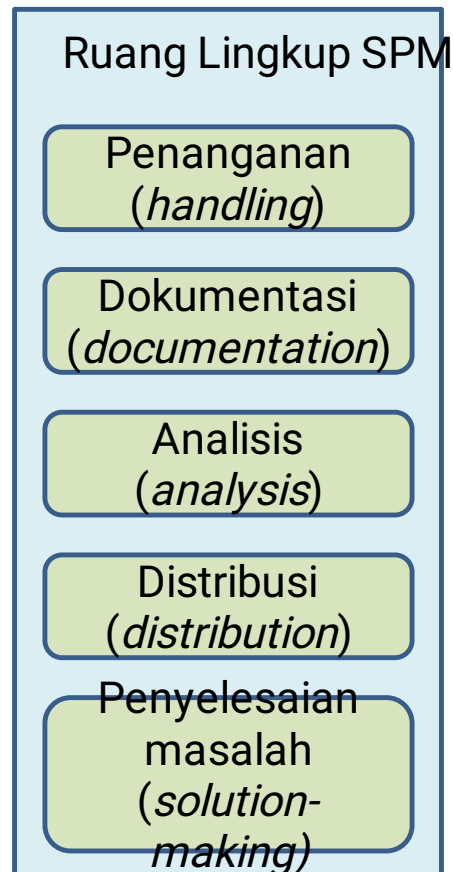 Ruang Lingkup SPM
Penanganan
(handling)
Dokumentasi
(documentation)
Analisis
(analysis)
Distribusi
(distribution)
Penyelesaian
masalah
(solution-
making)